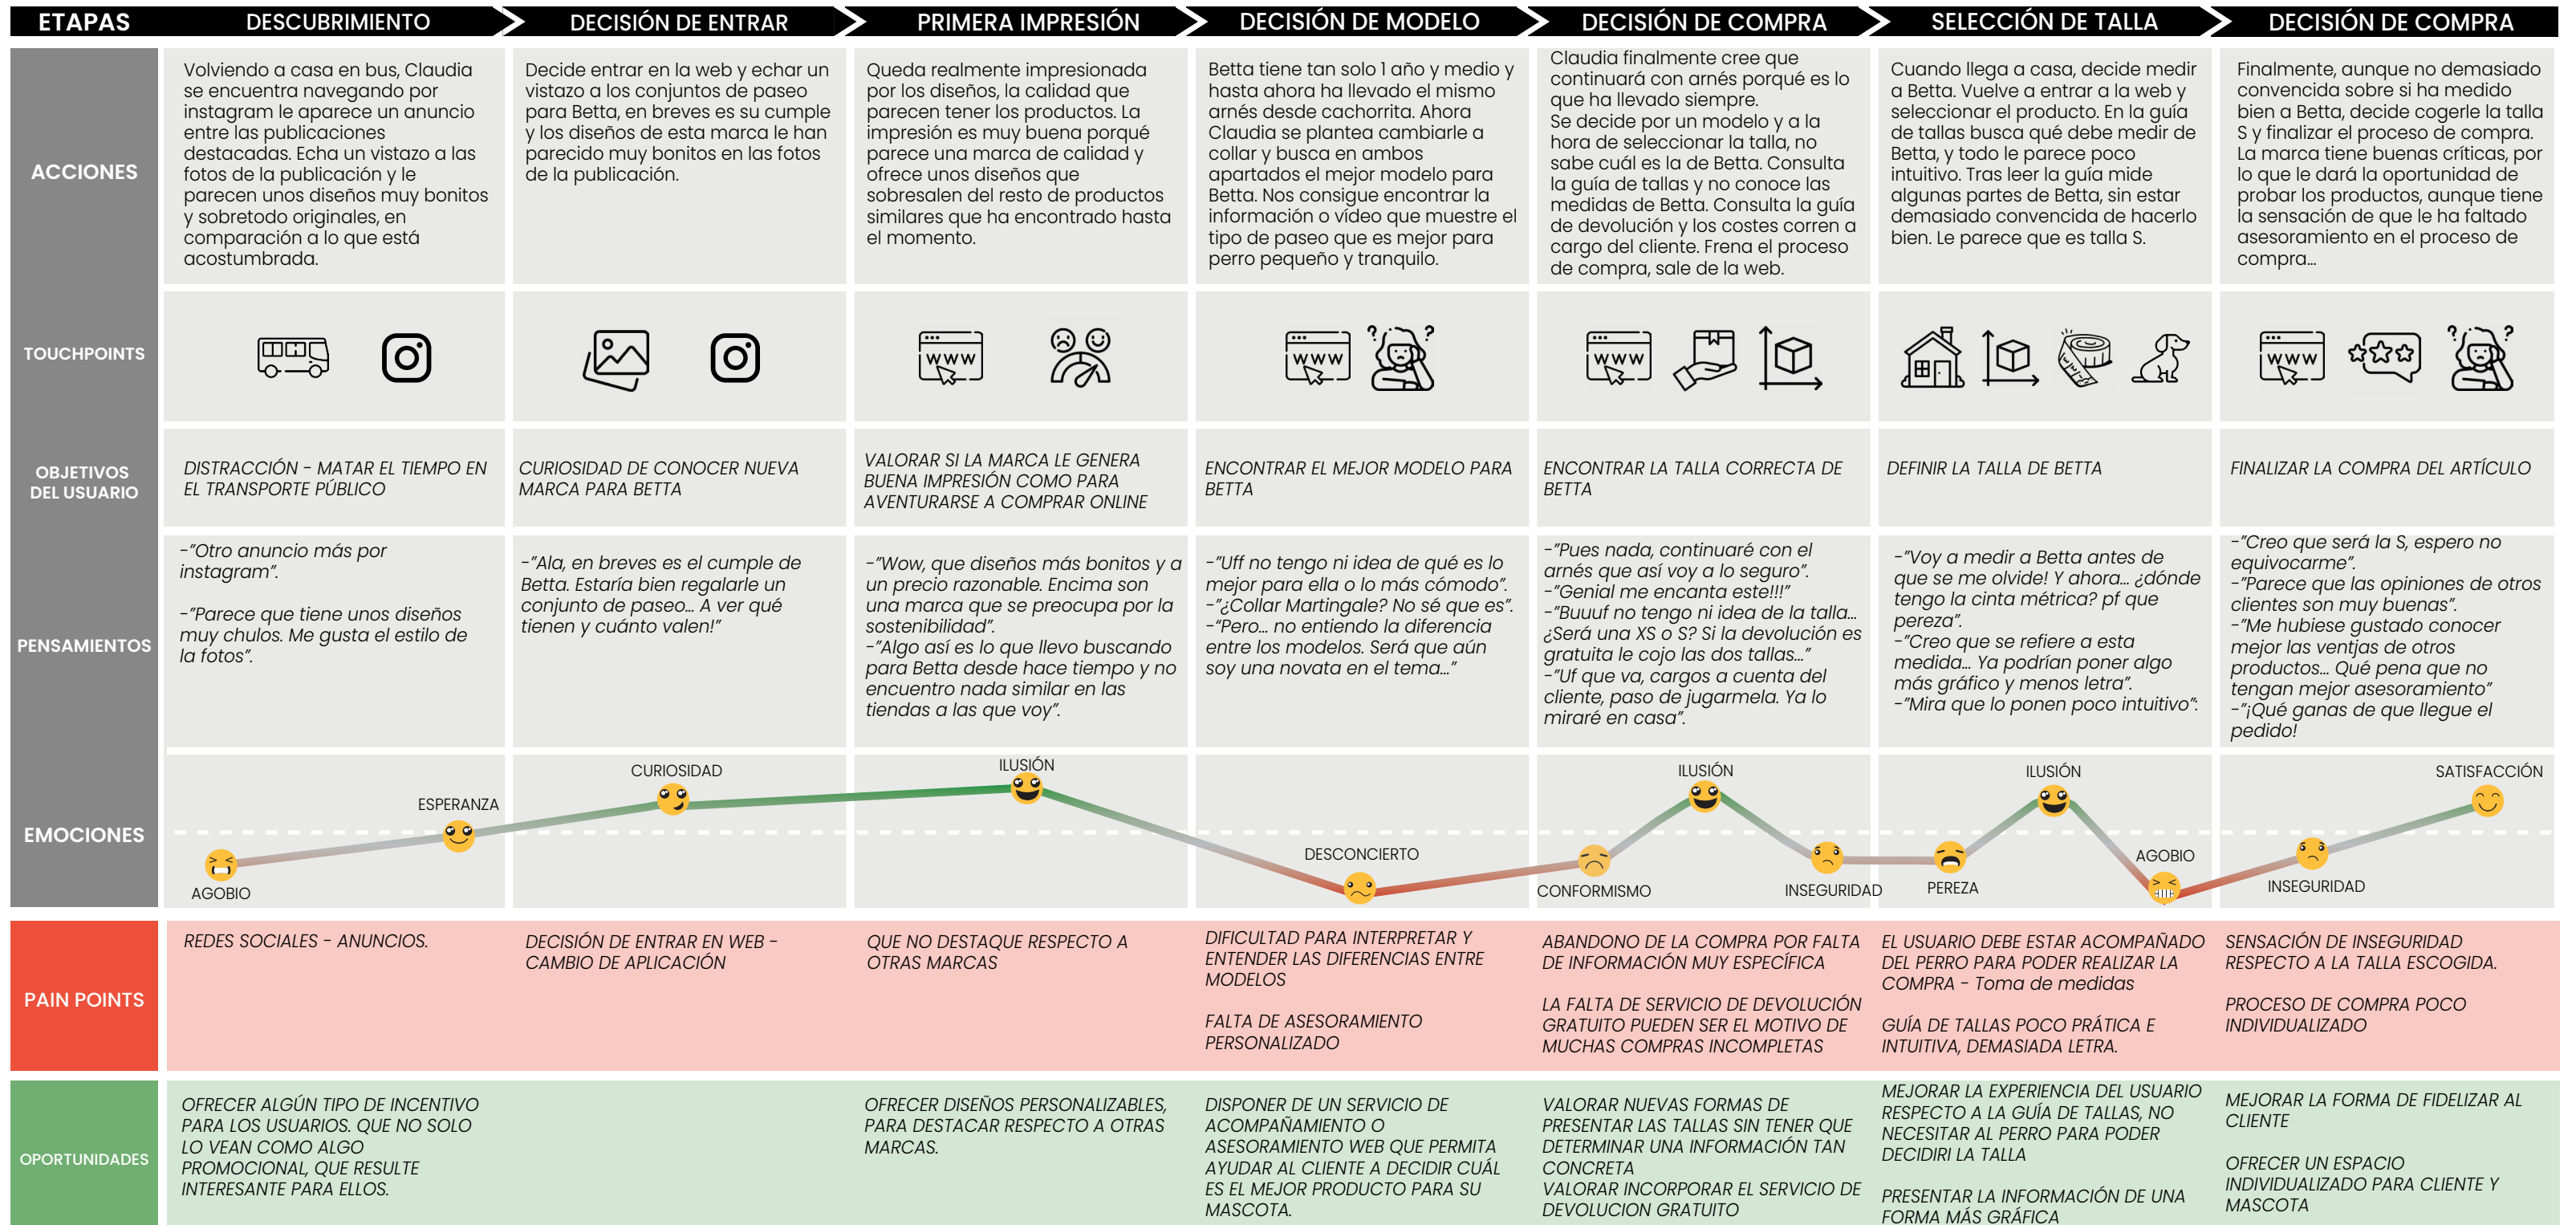 ETAPAS
DESCUBRIMIENTO
DECISIÓN DE ENTRAR
PRIMERA IMPRESIÓN
DECISIÓN DE MODELO
DECISIÓN DE COMPRA
SELECCIÓN DE TALLA
DECISIÓN DE COMPRA
ACCIONES
Volviendo a casa en bus, Claudia
se encuentra navegando por
instagram le aparece un anuncio
entre las publicaciones
destacadas. Echa un vistazo a las
fotos de la publicación y le
parecen unos diseños muy bonitos
y sobretodo originales, en
comparación a lo que está
acostumbrada.
Decide entrar en la web y echar un
vistazo a los conjuntos de paseo
para Betta, en breves es su cumple
y los diseños de esta marca le han
parecido muy bonitos en las fotos
de la publicación.
Queda realmente impresionada
por los diseños, la calidad que
parecen tener los productos. La
impresión es muy buena porqué
parece una marca de calidad y
ofrece unos diseños que
sobresalen del resto de productos
similares que ha encontrado hasta
el momento.
Betta tiene tan solo 1 año y medio y
hasta ahora ha llevado el mismo
arnés desde cachorrita. Ahora
Claudia se plantea cambiarle a
collar y busca en ambos
apartados el mejor modelo para
Betta. Nos consigue encontrar la
información o vídeo que muestre el
tipo de paseo que es mejor para
perro pequeño y tranquilo.
Claudia finalmente cree que
continuará con arnés porqué es lo
que ha llevado siempre.
Se decide por un modelo y a la
hora de seleccionar la talla, no
sabe cuál es la de Betta. Consulta
la guía de tallas y no conoce las
medidas de Betta. Consulta la guía
de devolución y los costes corren a
cargo del cliente. Frena el proceso
de compra, sale de la web.
Cuando llega a casa, decide medir
a Betta. Vuelve a entrar a la web y
seleccionar el producto. En la guía
de tallas busca qué debe medir de
Betta, y todo le parece poco
intuitivo. Tras leer la guía mide
algunas partes de Betta, sin estar
demasiado convencida de hacerlo
bien. Le parece que es talla S.
Finalmente, aunque no demasiado
convencida sobre si ha medido
bien a Betta, decide cogerle la talla
S y finalizar el proceso de compra.
La marca tiene buenas críticas, por
lo que le dará la oportunidad de
probar los productos, aunque tiene
la sensación de que le ha faltado
asesoramiento en el proceso de
compra...
TOUCHPOINTS
WWW
WWW
WWW
WWW
OBJETIVOS
DEL USUARIO
DISTRACCIÓN - MATAR EL TIEMPO EN
EL TRANSPORTE PÚBLICO
CURIOSIDAD DE CONOCER NUEVA
MARCA PARA BETTA
VALORAR SI LA MARCA LE GENERA
BUENA IMPRESIÓN COMO PARA
AVENTURARSE A COMPRAR ONLINE
ENCONTRAR EL MEJOR MODELO PARA
BETTA
ENCONTRAR LA TALLA CORRECTA DE
BETTA
DEFINIR LA TALLA DE BETTA
FINALIZAR LA COMPRA DEL ARTÍCULO
PENSAMIENTOS
-"Otro anuncio más por
instagram".
-"Parece que tiene unos diseños
muy chulos. Me gusta el estilo de
la fotos".
-"Ala, en breves es el cumple de
Betta. Estaría bien regalarle un
conjunto de paseo... A ver qué
tienen y cuánto valen!"
-"Wow, que diseños más bonitos y a
un precio razonable. Encima son
una marca que se preocupa por la
sostenibilidad".
-"Algo así es lo que llevo buscando
para Betta desde hace tiempo y no
encuentro nada similar en las
tiendas a las que voy".
-"Uff no tengo ni idea de qué es lo
mejor para ella o lo más cómodo".
-"¿Collar Martingale? No sé que es".
-"Pero... no entiendo la diferencia
entre los modelos. Será que aún
soy una novata en el tema..."
-"Pues nada, continuaré con el
arnés que así voy a lo seguro".
-"Genial me encanta este!!!"
-"Buuuf no tengo ni idea de la talla...
¿Será una XS o S? Si la devolución es
gratuita le cojo las dos tallas..."
-"Uf que va, cargos a cuenta del
cliente, paso de jugarmela. Ya lo
miraré en casa".
-"Voy a medir a Betta antes de
que se me olvide! Y ahora... ¿dónde
tengo la cinta métrica? pf que
pereza".
-"Creo que se refiere a esta
medida... Ya podrían poner algo
más gráfico y menos letra".
-"Mira que lo ponen poco intuitivo":
-"Creo que será la S, espero no
equivocarme".
-"Parece que las opiniones de otros
clientes son muy buenas".
-"Me hubiese gustado conocer
mejor las ventjas de otros
productos... Qué pena que no
tengan mejor asesoramiento"
-"¡Qué ganas de que llegue el
pedido!
EMOCIONES
AGOBIO
ESPERANZA
CURIOSIDAD
ILUSIÓN
DESCONCIERTO
CONFORMISMO
ILUSIÓN
INSEGURIDAD
PEREZA
ILUSIÓN
AGOBIO
INSEGURIDAD
SATISFACCIÓN
PAIN POINTS
REDES SOCIALES - ANUNCIOS.
DECISIÓN DE ENTRAR EN WEB -
CAMBIO DE APLICACIÓN
QUE NO DESTAQUE RESPECTO A
OTRAS MARCAS
DIFICULTAD PARA INTERPRETAR Y
ENTENDER LAS DIFERENCIAS ENTRE
MODELOS
FALTA DE ASESORAMIENTO
PERSONALIZADO
ABANDONO DE LA COMPRA POR FALTA
DE INFORMACIÓN MUY ESPECÍFICA
LA FALTA DE SERVICIO DE DEVOLUCIÓN
GRATUITO PUEDEN SER EL MOTIVO DE
MUCHAS COMPRAS INCOMPLETAS
EL USUARIO DEBE ESTAR ACOMPAÑADO
DEL PERRO PARA PODER REALIZAR LA
COMPRA - Toma de medidas
GUÍA DE TALLAS POCO PRÁTICA E
INTUITIVA, DEMASIADA LETRA.
SENSACIÓN DE INSEGURIDAD
RESPECTO A LA TALLA ESCOGIDA.
PROCESO DE COMPRA POCO
INDIVIDUALIZADO
OPORTUNIDADES
OFRECER ALGÚN TIPO DE INCENTIVO
PARA LOS USUARIOS. QUE NO SOLO
LO VEAN COMO ALGO
PROMOCIONAL, QUE RESULTE
INTERESANTE PARA ELLOS.
OFRECER DISEÑOS PERSONALIZABLES,
PARA DESTACAR RESPECTO A OTRAS
MARCAS.
DISPONER DE UN SERVICIO DE
ACOMPAÑAMIENTO O
ASESORAMIENTO WEB QUE PERMITA
AYUDAR AL CLIENTE A DECIDIR CUÁL
ES EL MEJOR PRODUCTO PARA SU
MASCOTA.
VALORAR NUEVAS FORMAS DE
PRESENTAR LAS TALLAS SIN TENER QUE
DETERMINAR UNA INFORMACIÓN TAN
CONCRETA
VALORAR INCORPORAR EL SERVICIO DE
DEVOLUCION GRATUITO
MEJORAR LA EXPERIENCIA DEL USUARIO
RESPECTO A LA GUÍA DE TALLAS, NO
NECESITAR AL PERRO PARA PODER
DECIDIRI LA TALLA
PRESENTAR LA INFORMACIÓN DE UNA
FORMA MÁS GRÁFICA
MEJORAR LA FORMA DE FIDELIZAR AL
CLIENTE
OFRECER UN ESPACIO
INDIVIDUALIZADO PARA CLIENTE Y
MASCOTA